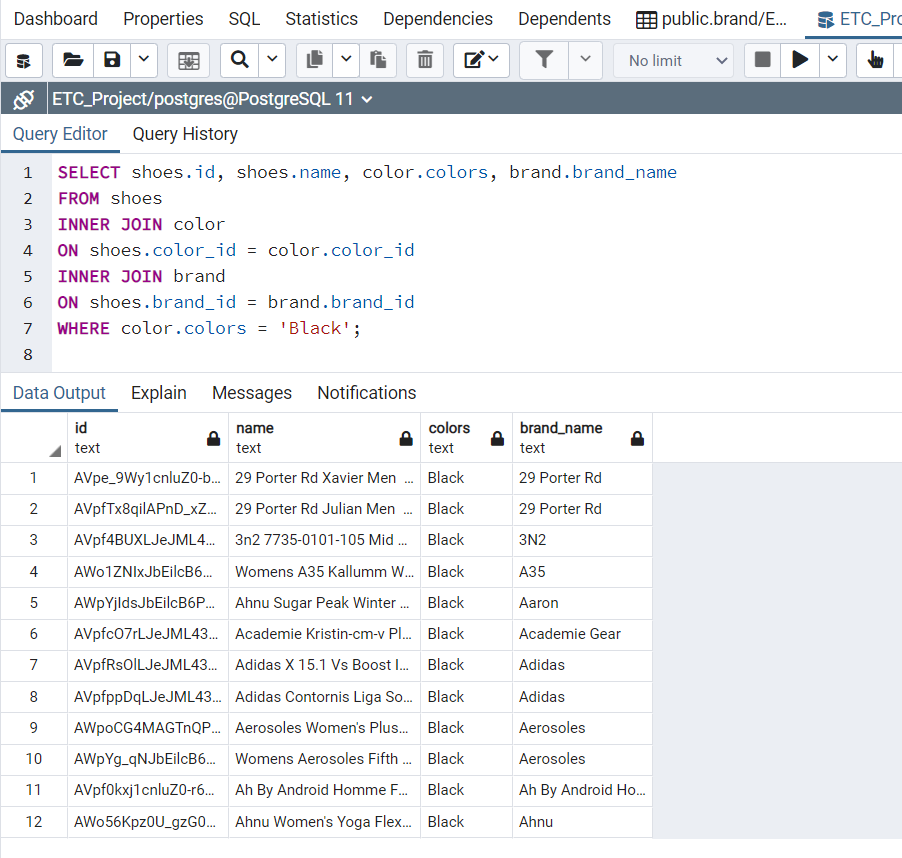 Dashboard Properties SQL Statistics Dependencies Dependents public.brand/E... ETC_Pro
No limit
ETC_Project/postgres@PostgreSQL 11
Query Editor Query History
1 SELECT shoes.id, shoes.name, color.colors, brand.brand_name
2 FROM shoes
3 INNER JOIN color
4 ON shoes.color_id = color.color_id
5 INNER JOIN brand
6 ON shoes.brand_id = brand.brand_id
7 WHERE color.colors = 'Black';
8
Data Output Explain Messages Notifications
id name colors brand_name
text text text text
1 AVpe_9Wy1cnluZ0-b... 29 Porter Rd Xavier Men ... Black 29 Porter Rd
2 AVpfTx8qilAPnD_xZ... 29 Porter Rd Julian Men ... Black 29 Porter Rd
3 AVpf4BUXLJeJML4... 3n2 7735-0101-105 Mid ... Black 3N2
4 AWo1ZNIxJbEilcB6... Womens A35 Kallumm W... Black A35
5 AWpYjIdsJbEilcB6P... Ahnu Sugar Peak Winter ... Black Aaron
6 AVpfcO7rLJeJML43... Academie Kristin-cm-v Pl... Black Academie Gear
7 AVpfRsOlLJeJML43... Adidas X 15.1 Vs Boost I... Black Adidas
8 AVpfppDqLJeJML43... Adidas Contornis Liga So... Black Adidas
9 AWpoCG4MAGTnQP... Aerosoles Women's Plus... Black Aerosoles
10 AWpYg_qNJbEilcB6... Womens Aerosoles Fifth ... Black Aerosoles
11 AVpf0kxj1cnluZ0-r6... Ah By Android Homme F... Black Ah By Android Ho...
12 AWo56Kpz0U_gzG0... Ahnu Women's Yoga Flex... Black Ahnu